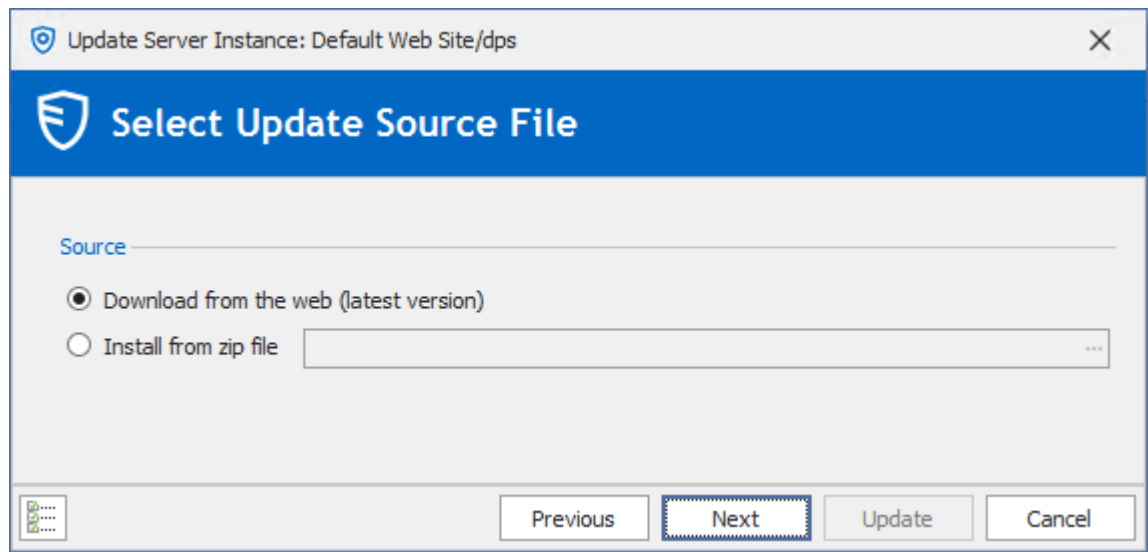 Update Server Instance: Default Web Site/dps
Select Update Source File
Source
Download from the web (latest version)
Install from zip file
Previous Next Update Cancel